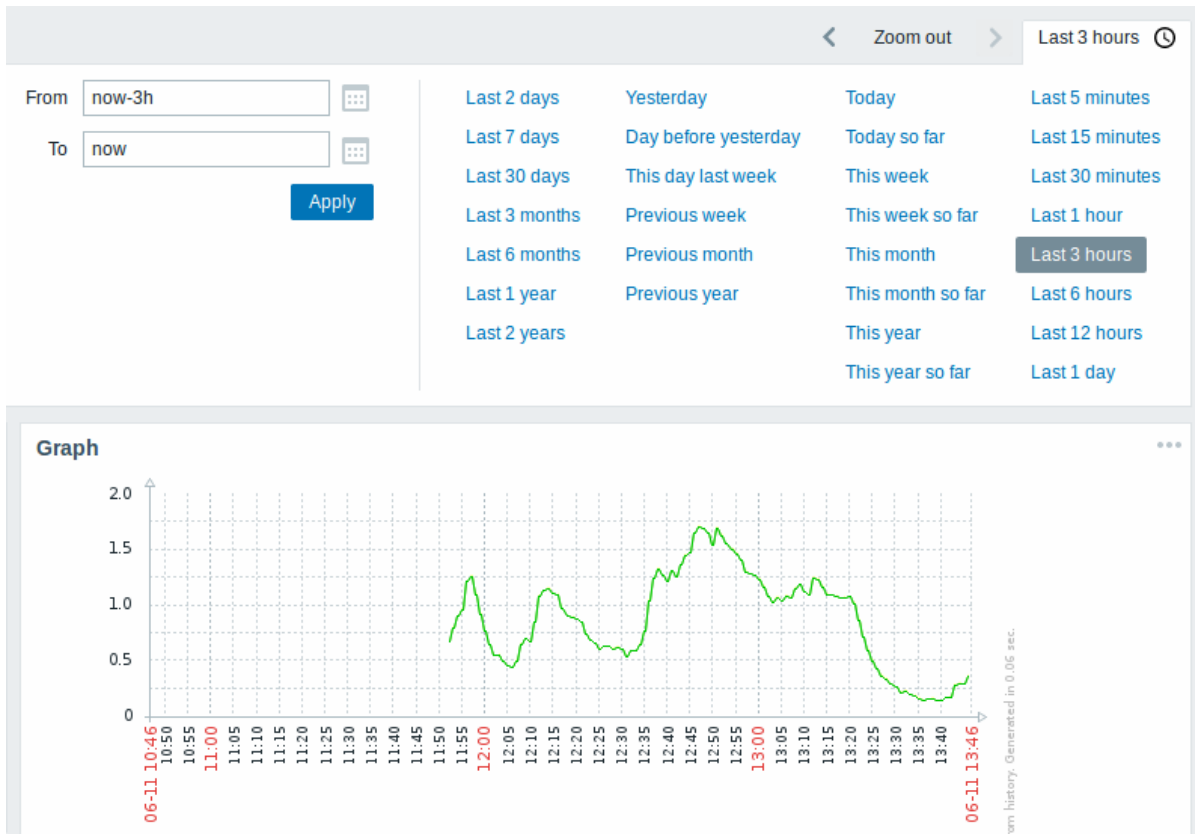 Zoom out
Last 3 hours
From
now-3h
To
now
Apply
Last 2 days
Last 7 days
Last 30 days
Last 3 months
Last 6 months
Last 1 year
Last 2 years
Yesterday
Day before yesterday
This day last week
Previous week
Previous month
Previous year
Today
Today so far
This week
This week so far
This month
This month so far
This year
This year so far
Last 5 minutes
Last 15 minutes
Last 30 minutes
Last 1 hour
Last 3 hours
Last 6 hours
Last 12 hours
Last 1 day
Graph
2.0
1.5
1.0
0.5
0
06-11 10:46
10:50
10:55
11:00
11:05
11:10
11:15
11:20
11:25
11:30
11:35
11:40
11:45
11:50
11:55
12:00
12:05
12:10
12:15
12:20
12:25
12:30
12:35
12:40
12:45
12:50
12:55
13:00
13:05
13:10
13:15
13:20
13:25
13:30
13:35
13:40
06-11 13:46
history. Generated in 0.06 sec.